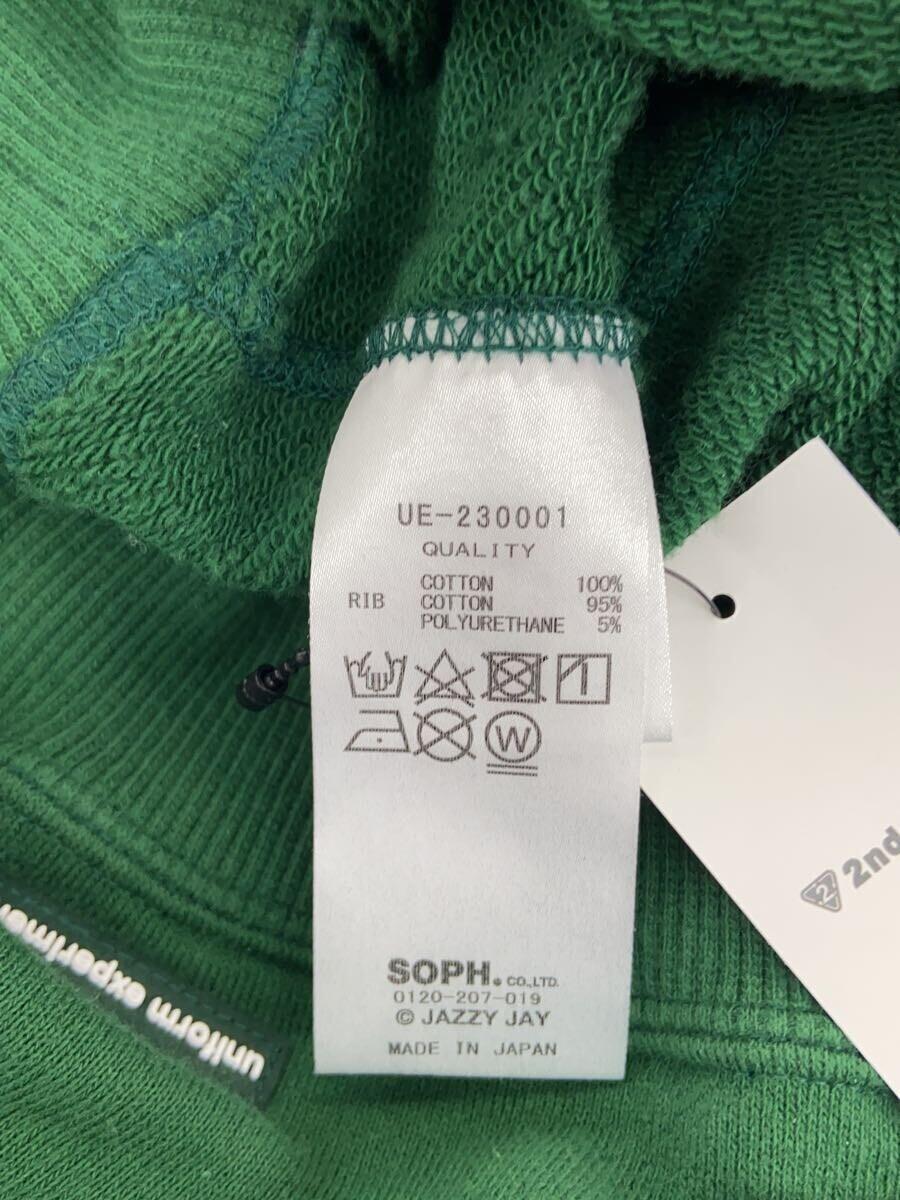 UE-230001
QUALITY
COTTON 100%
RIB COTTON 95%
POLYURETHANE 5%
W
SOPH. CO.,LTD.
0120-207-019
© JAZZY JAY
MADE IN JAPAN
2 2nd
uniform